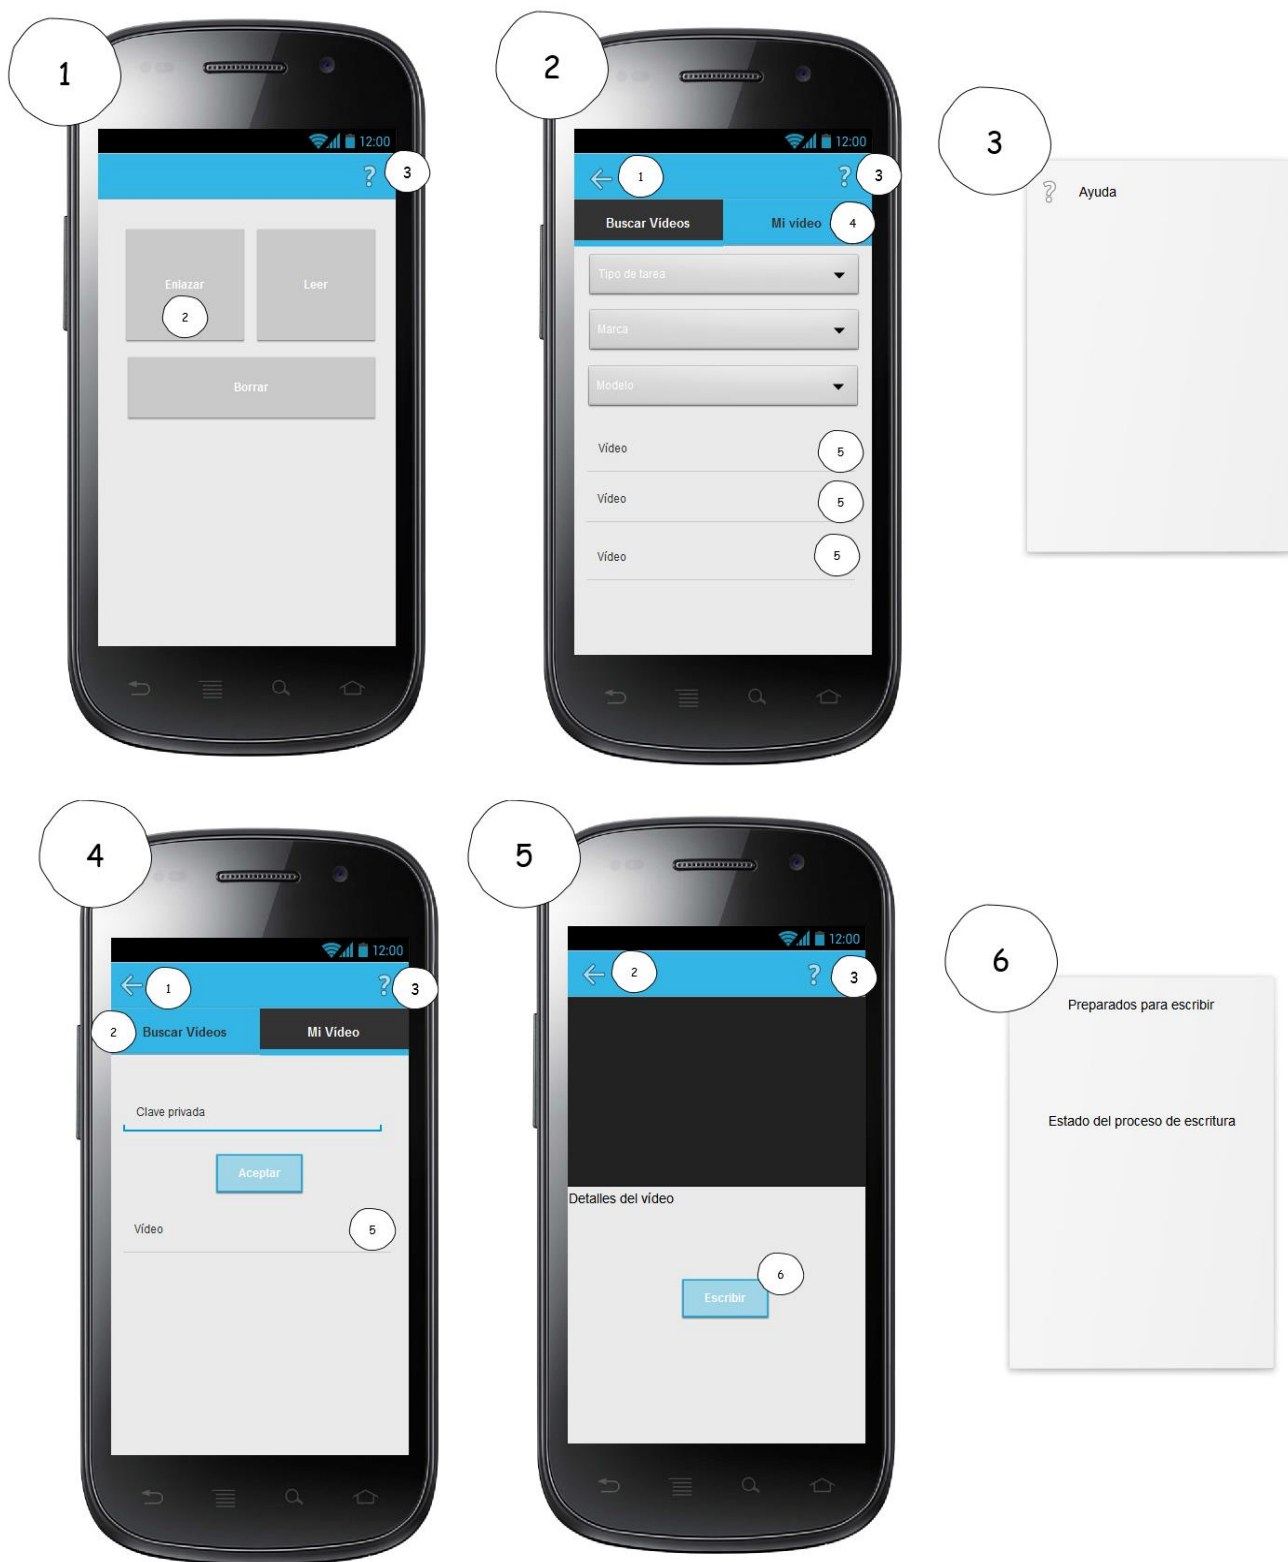 1
12:00
? 3
Enlazar
2
Leer
Borrar
2
12:00
1
? 3
Buscar Vídeos
Mi vídeo 4
Tipo de tarea
Marca
Modelo
Vídeo 5
Vídeo 5
Vídeo 5
3
? Ayuda
4
12:00
1
? 3
2 Buscar Vídeos
Mi Vídeo
Clave privada
Aceptar
Vídeo 5
5
12:00
2
? 3
Detalles del vídeo
6
Escribir
6
Preparados para escribir
Estado del proceso de escritura